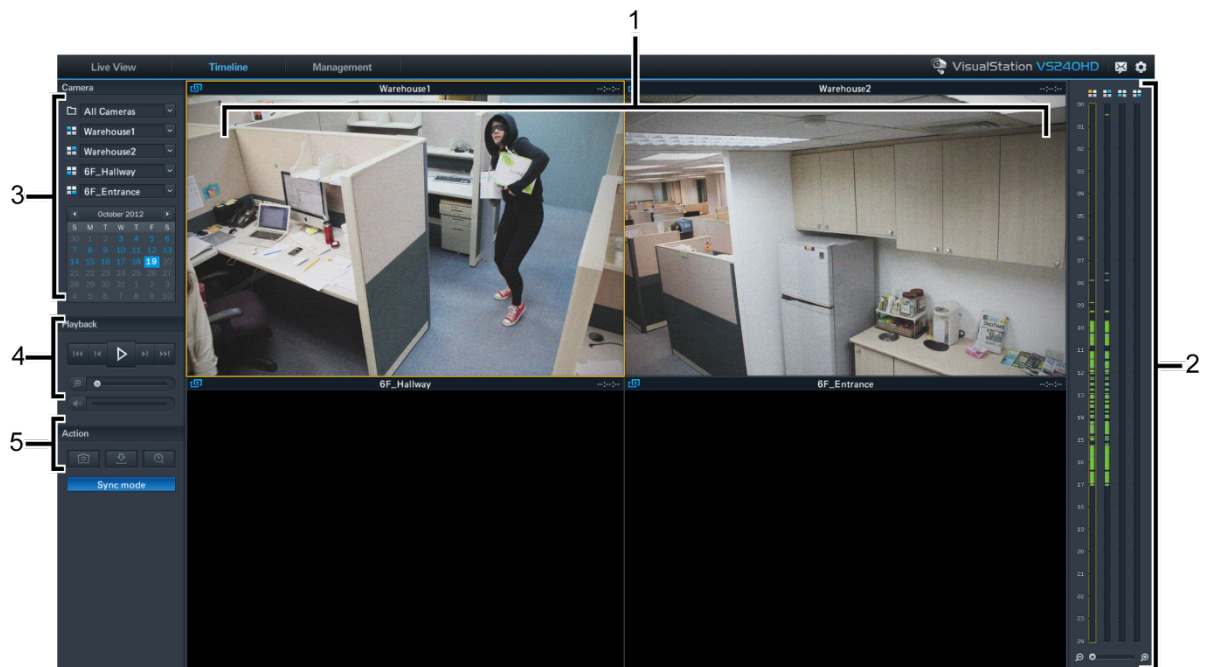 1
Live View Timeline Management VisualStation VS240HD
Camera Warehouse1 --:--:-- Warehouse2 --:--:--
All Cameras
Warehouse1
Warehouse2
6F_Hallway
6F_Entrance
3
October 2012
S M T W T F S
30 1 2 3 4 5 6
7 8 9 10 11 12 13
14 15 16 17 18 19 20
21 22 23 24 25 26 27
28 29 30 31 1 2 3
4 5 6 7 8 9 10
Playback
4
6F_Hallway --:--:-- 6F_Entrance --:--:--
5
Action
Sync mode
00
01
02
03
04
05
06
07
08
09
10
11
12
13
14
15
16
17
18
19
20
21
22
23
24
2